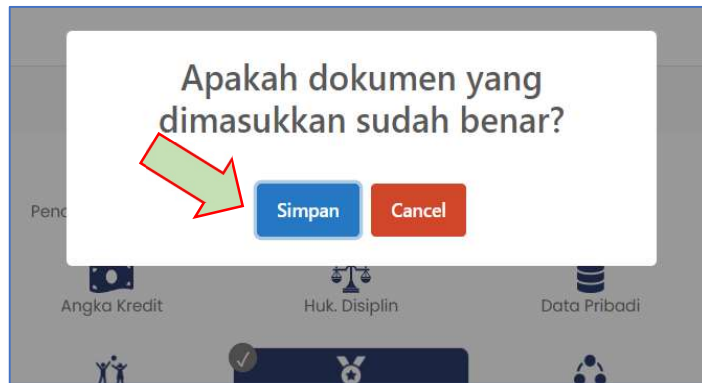 Apakah dokumen yang
dimasukkan sudah benar?
Simpan
Cancel
Angka Kredit
Huk. Disiplin
Data Pribadi